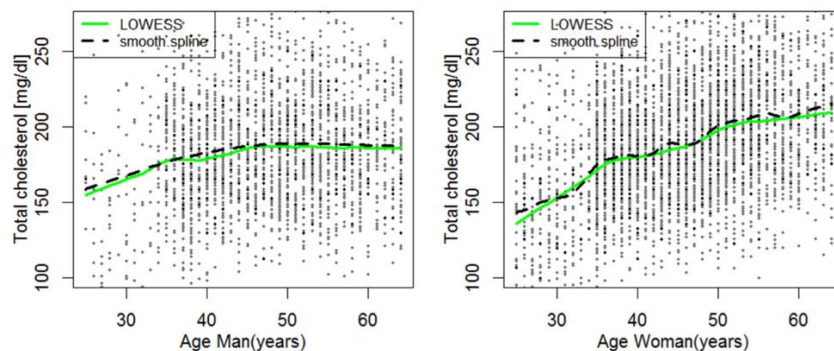 LOWESS
smooth spline
Total cholesterol [mg/dl]
250
200
150
100
30 40 50 60
Age Man(years)
LOWESS
smooth spline
Total cholesterol [mg/dl]
250
200
150
100
30 40 50 60
Age Woman(years)